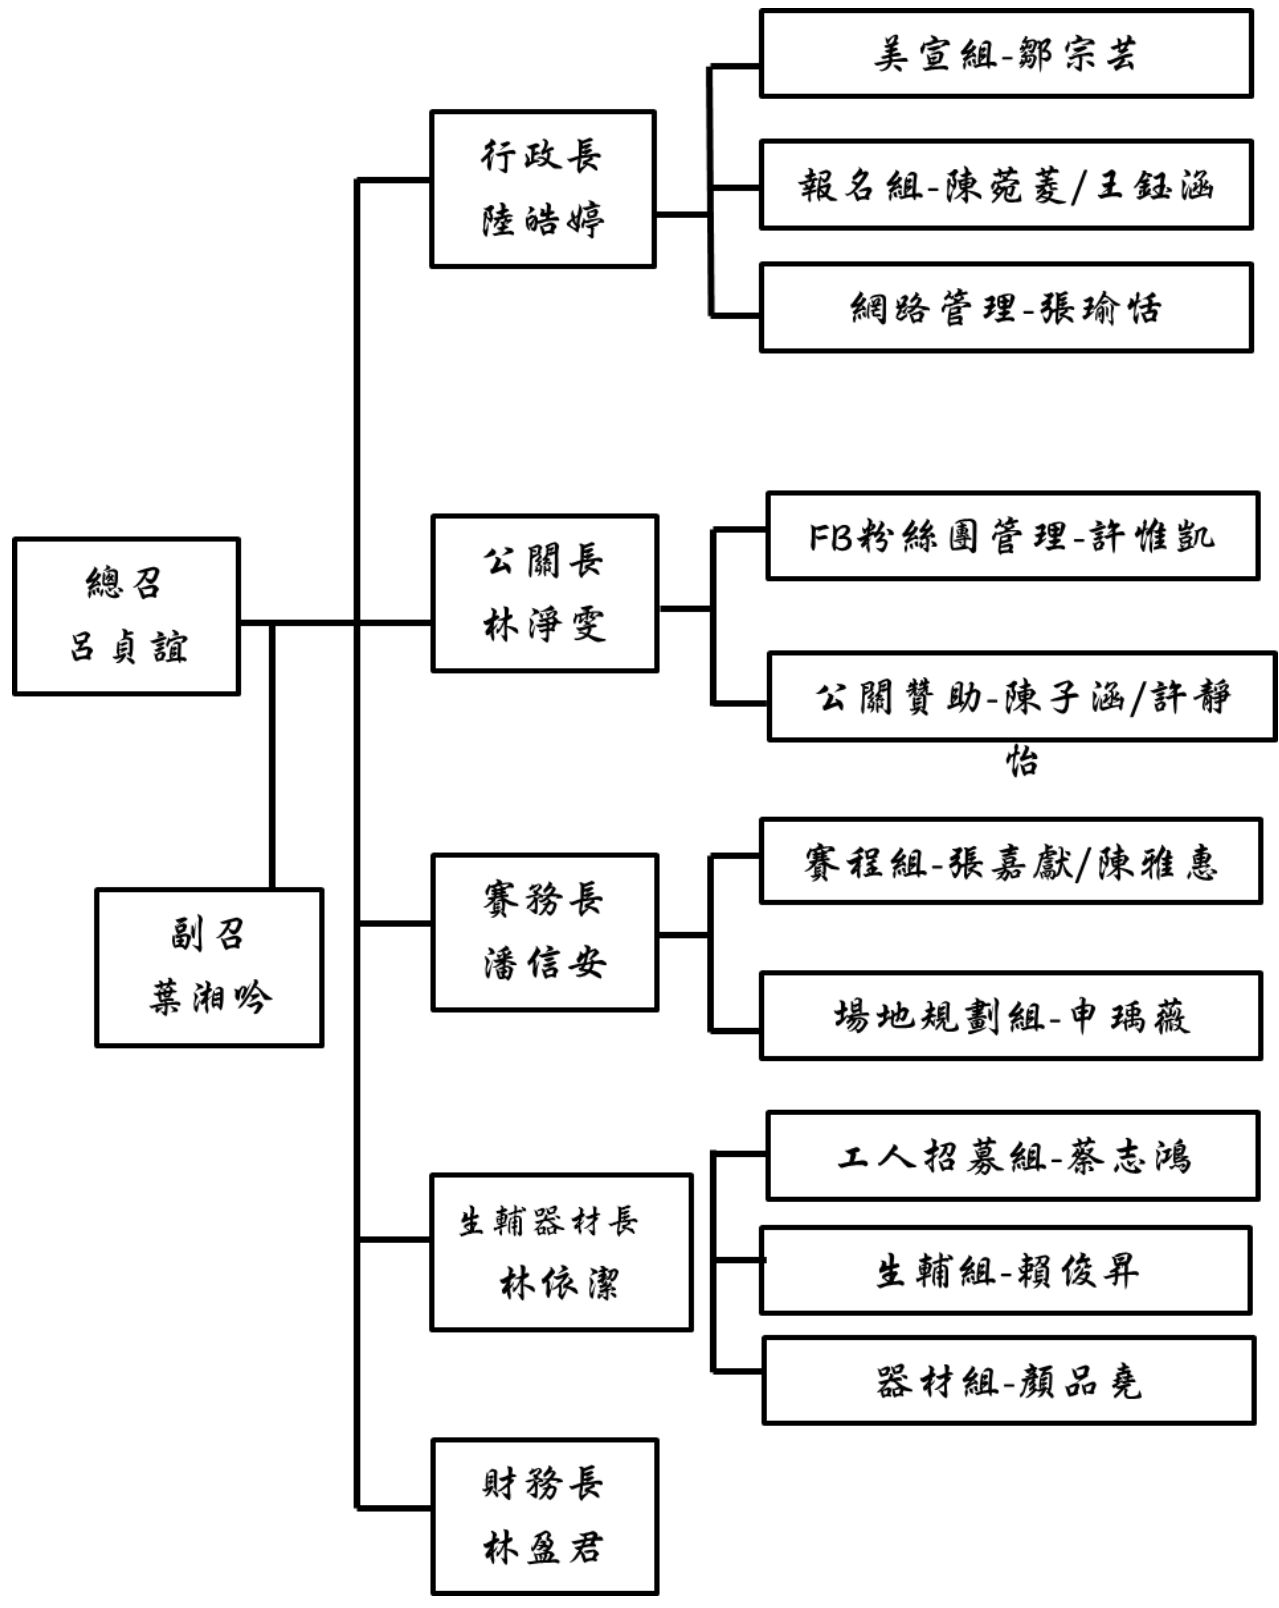 美宣組-鄒宗芸
行政長
陸皓婷
報名組-陳菀菱/王鈺涵
網路管理-張瑜恬
總召
呂貞誼
公關長
林淨雯
FB粉絲團管理-許惟凱
公關贊助-陳子涵/許靜
怡
副召
葉湘吟
賽務長
潘信安
賽程組-張嘉獻/陳雅惠
場地規劃組-申瑀薇
生輔器材長
林依潔
工人招募組-蔡志鴻
生輔組-賴俊昇
器材組-顏品堯
財務長
林盈君